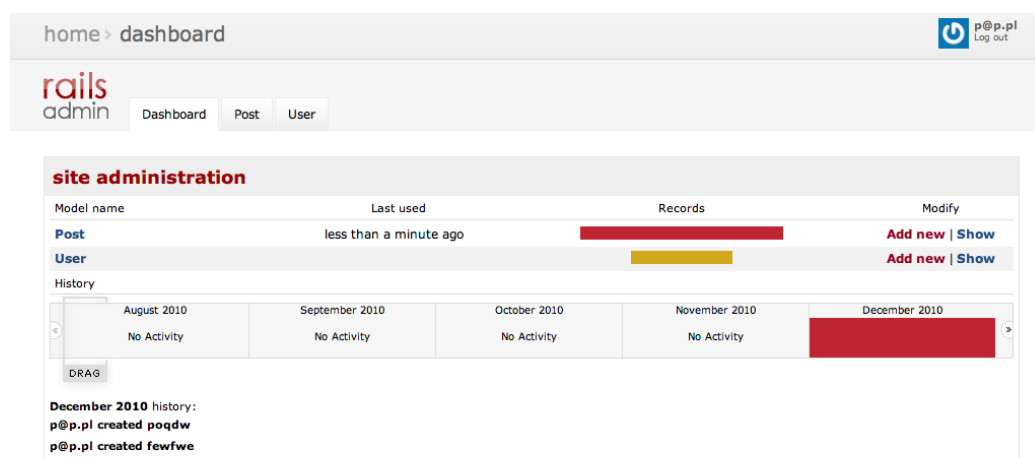 home > dashboard
p@p.pl
Log out
rails
admin
Dashboard Post User
site administration
Model name Last used Records Modify
Post less than a minute ago Add new | Show
User Add new | Show
History
August 2010 September 2010 October 2010 November 2010 December 2010
« No Activity No Activity No Activity No Activity »
DRAG
December 2010 history:
p@p.pl created poqdw
p@p.pl created fewfwe